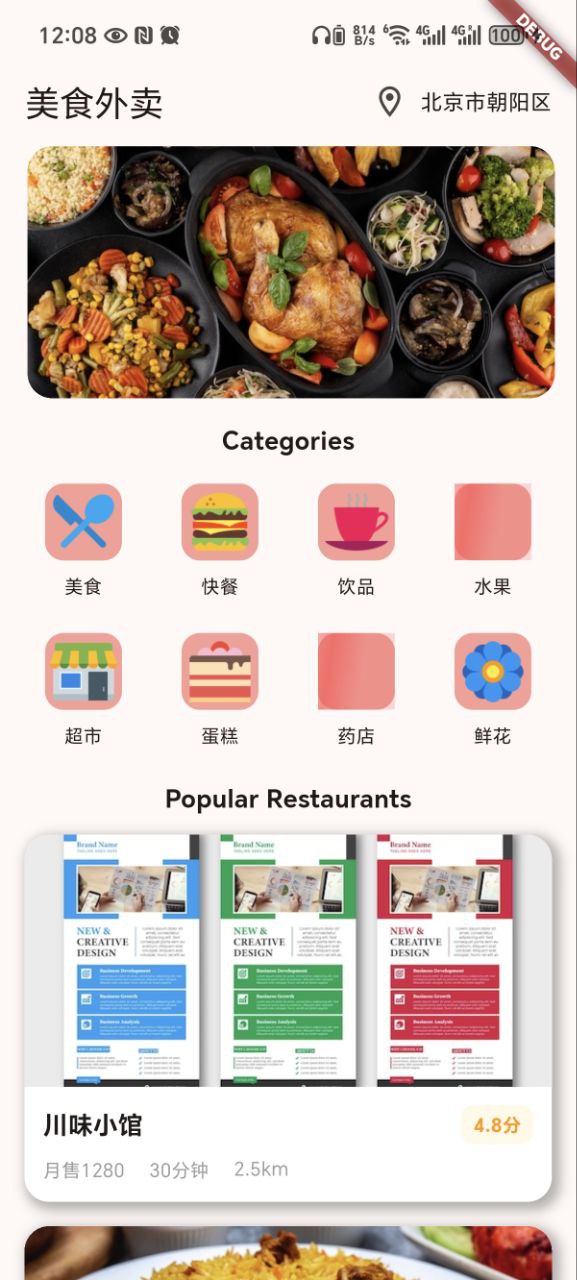 12:08
814
B/s
6
4G
4G
100
DEBUG
美食外卖
北京市朝阳区
Categories
美食
快餐
饮品
水果
超市
蛋糕
药店
鲜花
Popular Restaurants
Brand Name
Brand Name
Brand Name
NEW &
CREATIVE
DESIGN
NEW &
CREATIVE
DESIGN
NEW &
CREATIVE
DESIGN
Business Development
Business Growth
Business Analysis
Business Development
Business Growth
Business Analysis
Business Development
Business Growth
Business Analysis
川味小馆
4.8分
月售1280
30分钟
2.5km